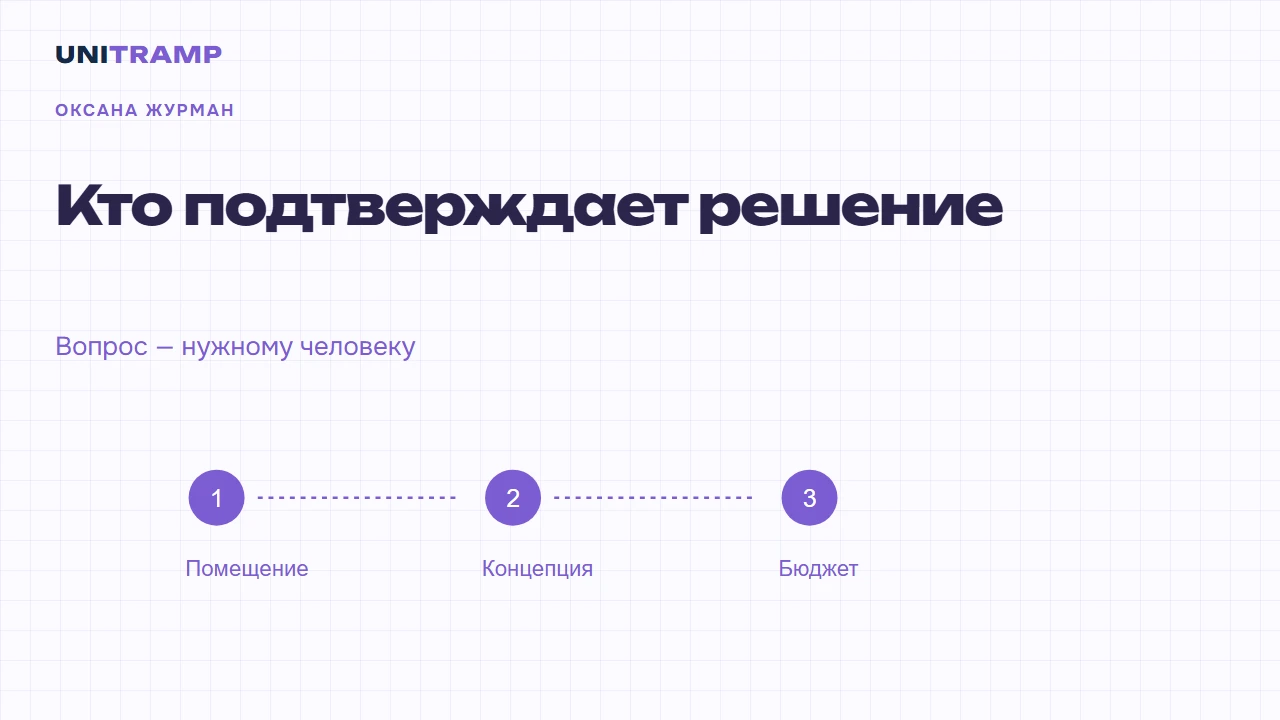 UNITRAMP
ОКСАНА ЖУРМАН
Кто подтверждает решение
Вопрос — нужному человеку
1 2 3
Помещение Концепция Бюджет